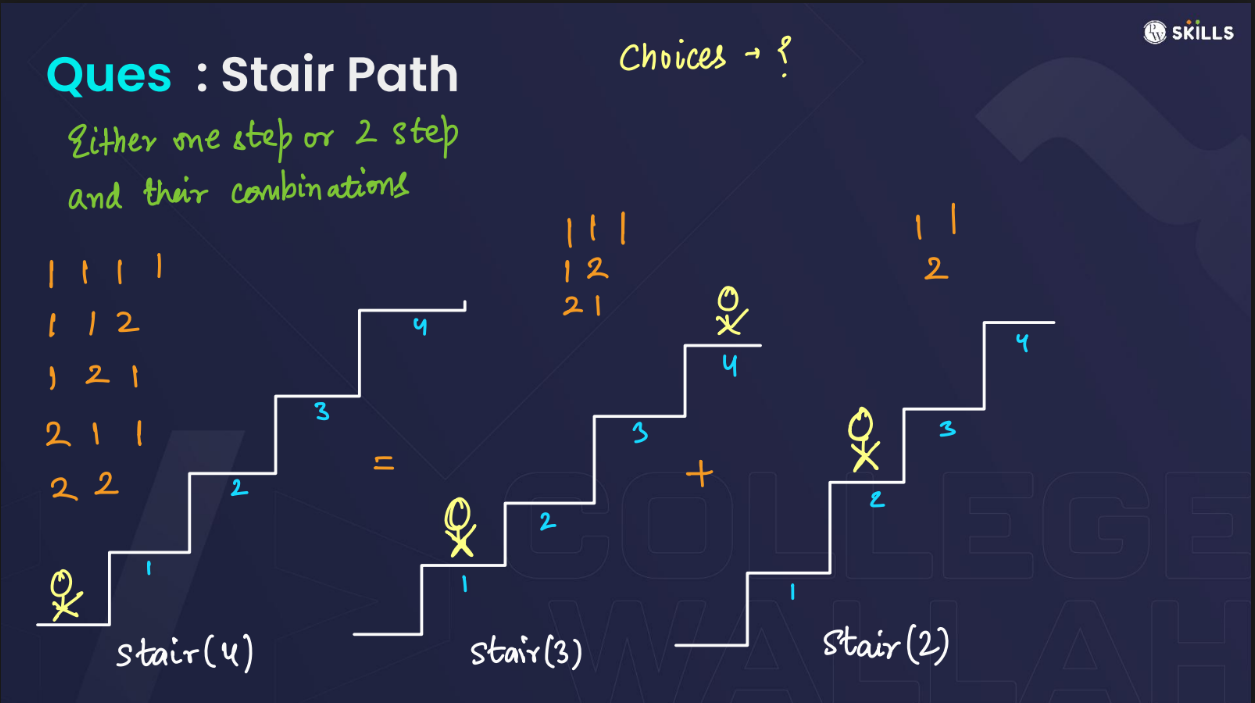 SKILLS
Choices → ?
Ques : Stair Path
Either one step or 2 step
and their combinations
1 1 1 1
1 1 2
1 2 1
2 1 1
2 2
1
2
3
4
stair(4)
=
1 1 1
1 2
2 1
1
2
3
4
stair(3)
+
1 1
2
1
2
3
4
stair(2)
COLLEGE
WALLAH